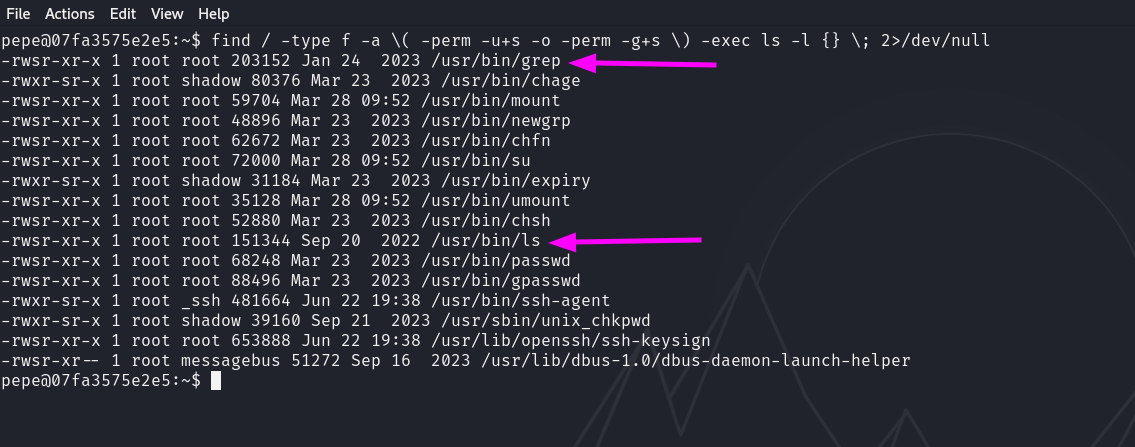 File Actions Edit View Help
pepe@07fa3575e2e5:~$ find / -type f -a \( -perm -u+s -o -perm -g+s \) -exec ls -l {} \; 2>/dev/null
-rwsr-xr-x 1 root root 203152 Jan 24  2023 /usr/bin/grep
-rwxr-sr-x 1 root shadow 80376 Mar 23  2023 /usr/bin/chage
-rwsr-xr-x 1 root root 59704 Mar 28 09:52 /usr/bin/mount
-rwsr-xr-x 1 root root 48896 Mar 23  2023 /usr/bin/newgrp
-rwsr-xr-x 1 root root 62672 Mar 23  2023 /usr/bin/chfn
-rwsr-xr-x 1 root root 72000 Mar 28 09:52 /usr/bin/su
-rwxr-sr-x 1 root shadow 31184 Mar 23  2023 /usr/bin/expiry
-rwsr-xr-x 1 root root 35128 Mar 28 09:52 /usr/bin/umount
-rwsr-xr-x 1 root root 52880 Mar 23  2023 /usr/bin/chsh
-rwsr-xr-x 1 root root 151344 Sep 20  2022 /usr/bin/ls
-rwsr-xr-x 1 root root 68248 Mar 23  2023 /usr/bin/passwd
-rwsr-xr-x 1 root root 88496 Mar 23  2023 /usr/bin/gpasswd
-rwxr-sr-x 1 root _ssh 481664 Jun 22 19:38 /usr/bin/ssh-agent
-rwxr-sr-x 1 root shadow 39160 Sep 21  2023 /usr/sbin/unix_chkpwd
-rwsr-xr-x 1 root root 653888 Jun 22 19:38 /usr/lib/openssh/ssh-keysign
-rwsr-xr-- 1 root messagebus 51272 Sep 16  2023 /usr/lib/dbus-1.0/dbus-daemon-launch-helper
pepe@07fa3575e2e5:~$